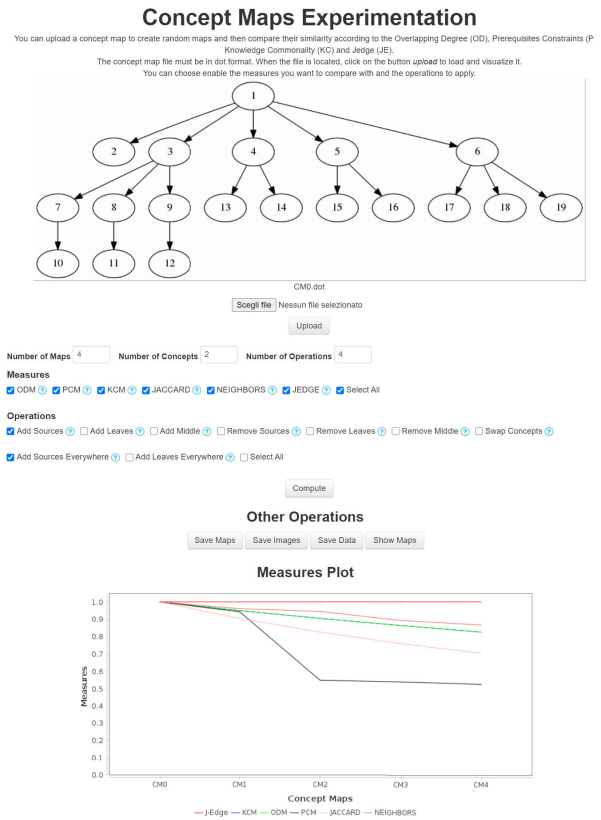 Concept Maps Experimentation
You can upload a concept map to create random maps and then compare their similarity according to the Overlapping Degree (OD), Prerequisites Constraints (P
Knowledge Commonality (KC) and Jedge (JE).
The concept map file must be in dot format. When the file is located, click on the button upload to load and visualize it.
You can choose enable the measures you want to compare with and the operations to apply.
1
2 3 4 5 6
7 8 9 13 14 15 16 17 18 19
10 11 12
CM0.dot
Scegli file Nessun file selezionato
Upload
Number of Maps 4 Number of Concepts 2 Number of Operations 4
Measures
ODM ? PCM ? KCM ? JACCARD ? NEIGHBORS ? JEDGE ? Select All
Operations
Add Sources ? Add Leaves ? Add Middle ? Remove Sources ? Remove Leaves ? Remove Middle ? Swap Concepts ?
Add Sources Everywhere ? Add Leaves Everywhere ? Select All
Compute
Other Operations
Save Maps Save Images Save Data Show Maps
Measures Plot
1.0
0.9
0.8
0.7
0.6
0.5
0.4
0.3
0.2
0.1
0.0
Measures
CM0 CM1 CM2 CM3 CM4
Concept Maps
J-Edge KCM ODM PCM JACCARD NEIGHBORS